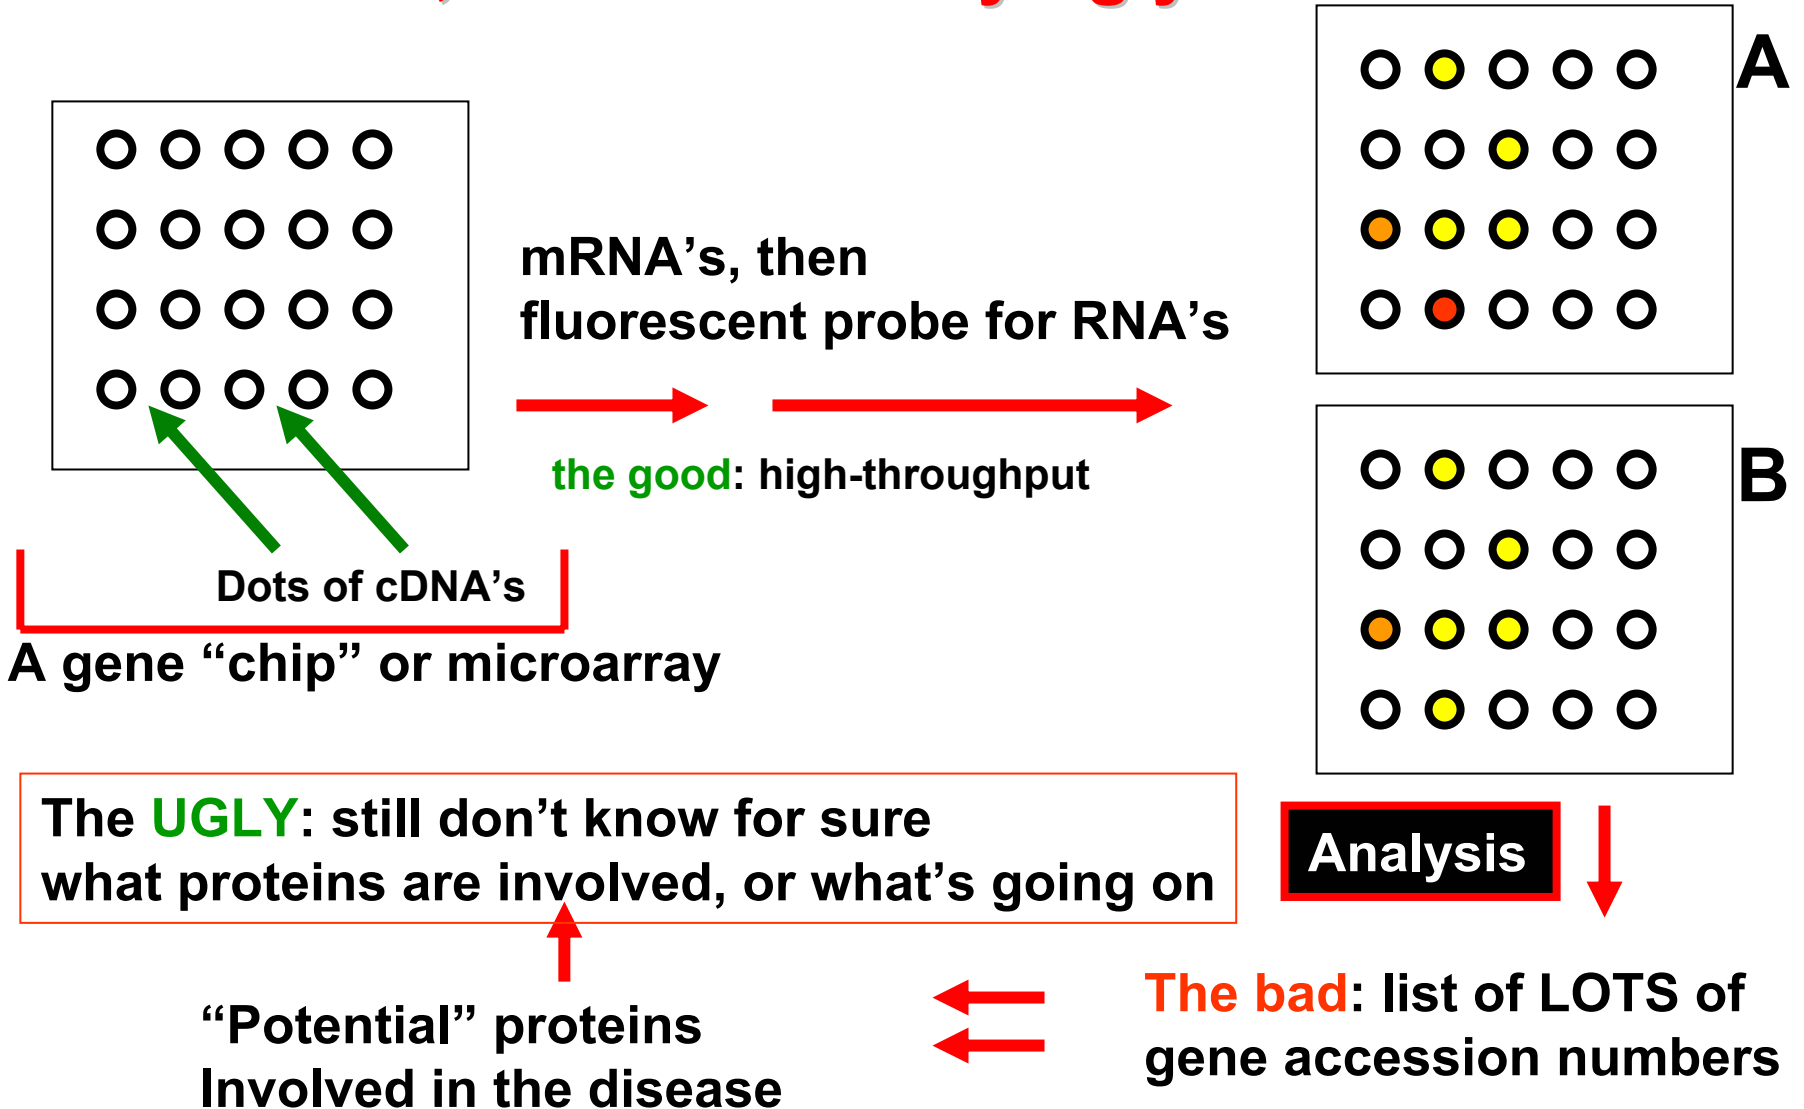 A
mRNA’s, then
fluorescent probe for RNA’s
the good: high-throughput
B
Dots of cDNA’s
A gene “chip” or microarray
The UGLY: still don’t know for sure
what proteins are involved, or what’s going on
Analysis
The bad: list of LOTS of
gene accession numbers
“Potential” proteins
Involved in the disease